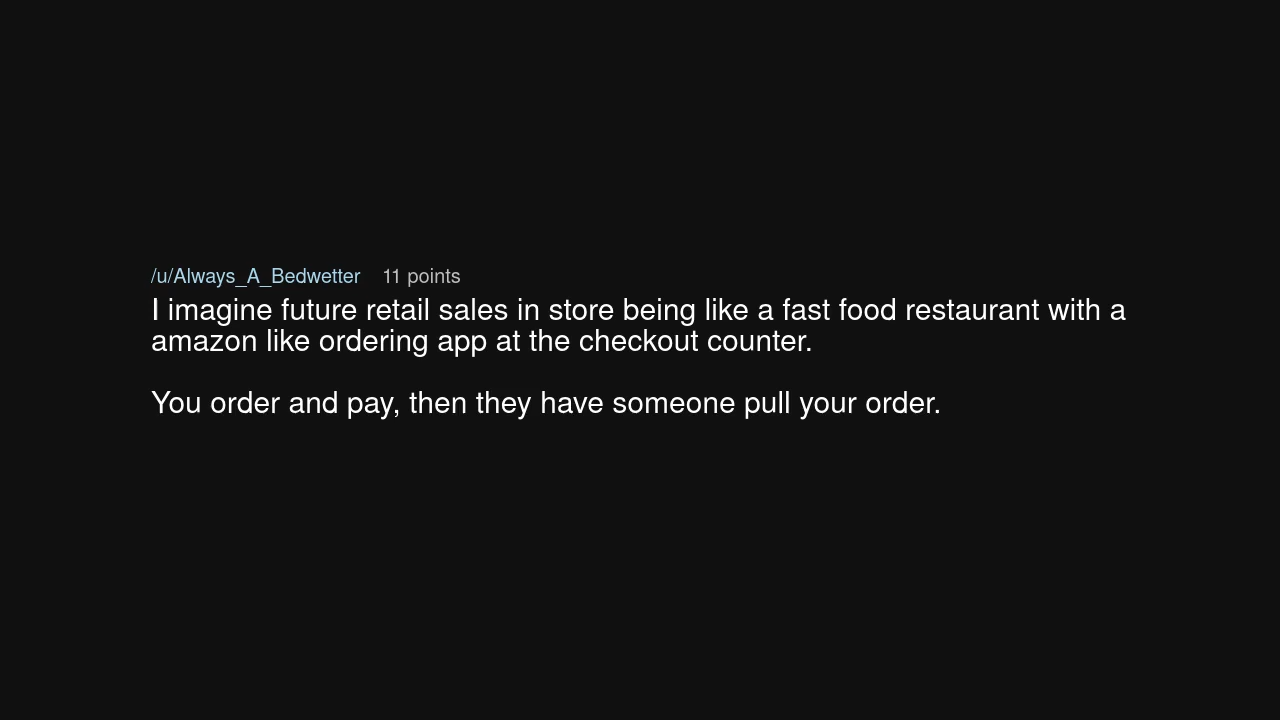 /u/Always_A_Bedwetter 11 points
I imagine future retail sales in store being like a fast food restaurant with a
amazon like ordering app at the checkout counter.
You order and pay, then they have someone pull your order.